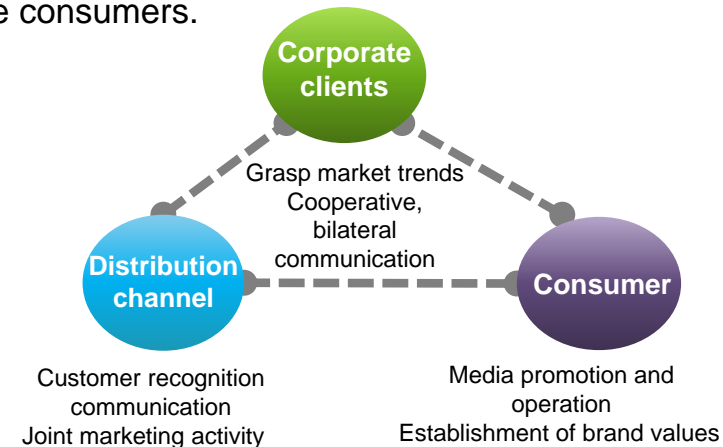 e consumers.
Corporate
clients
Grasp market trends
Cooperative,
bilateral
communication
Distribution
channel
Consumer
Customer recognition
communication
Joint marketing activity
Media promotion and
operation
Establishment of brand values